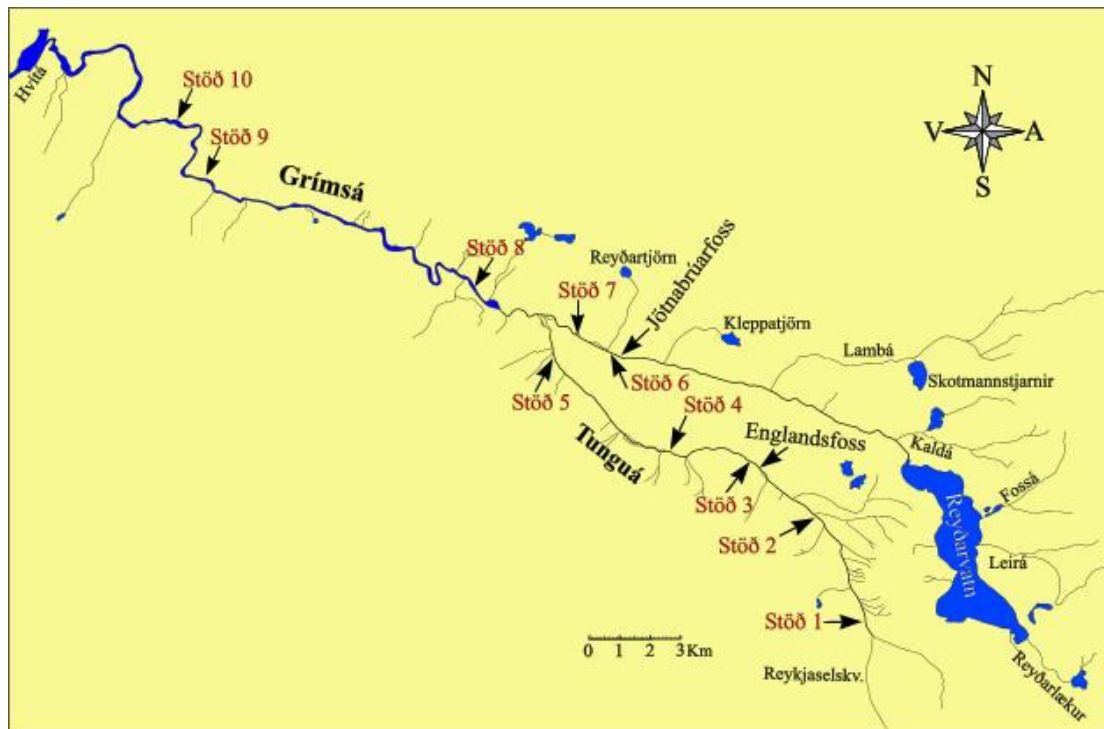 Hvítá
Stöð 10
Stöð 9
Grímsá
N
V
A
S
Stöð 8
Reyðartjörn
Jötnabrúarfoss
Stöð 7
Kleppatjörn
Lambá
Skotmannstjarnir
Stöð 6
Stöð 5
Stöð 4
Englandsfoss
Tunguá
Kaldá
Stöð 3
Fossá
Reyðarvatn
Stöð 2
Leirá
Stöð 1
0 1 2 3 Km
Reykjaselskv.
Reyðarlækur